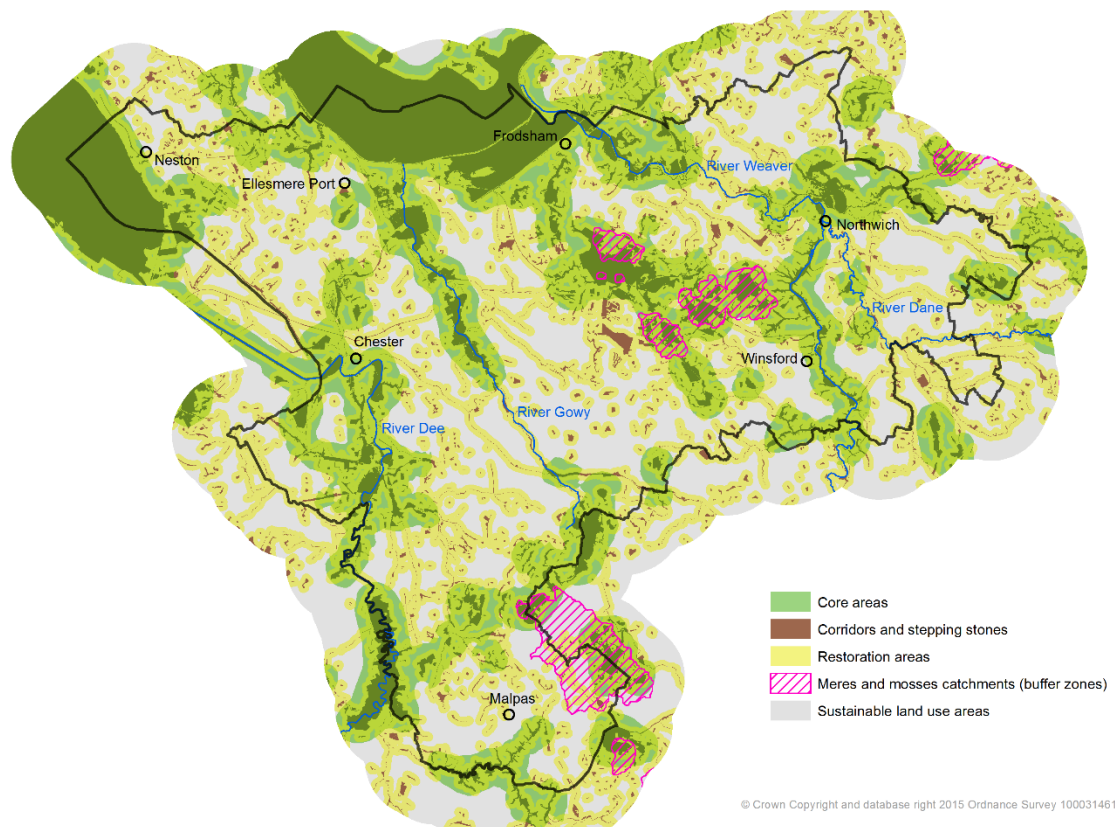 Neston
Ellesmere Port
Frodsham
River Weaver
Northwich
River Dane
Chester
Winsford
River Gowy
River Dee
Malpas
Core areas
Corridors and stepping stones
Restoration areas
Meres and mosses catchments (buffer zones)
Sustainable land use areas
© Crown Copyright and database right 2015 Ordnance Survey 100031461